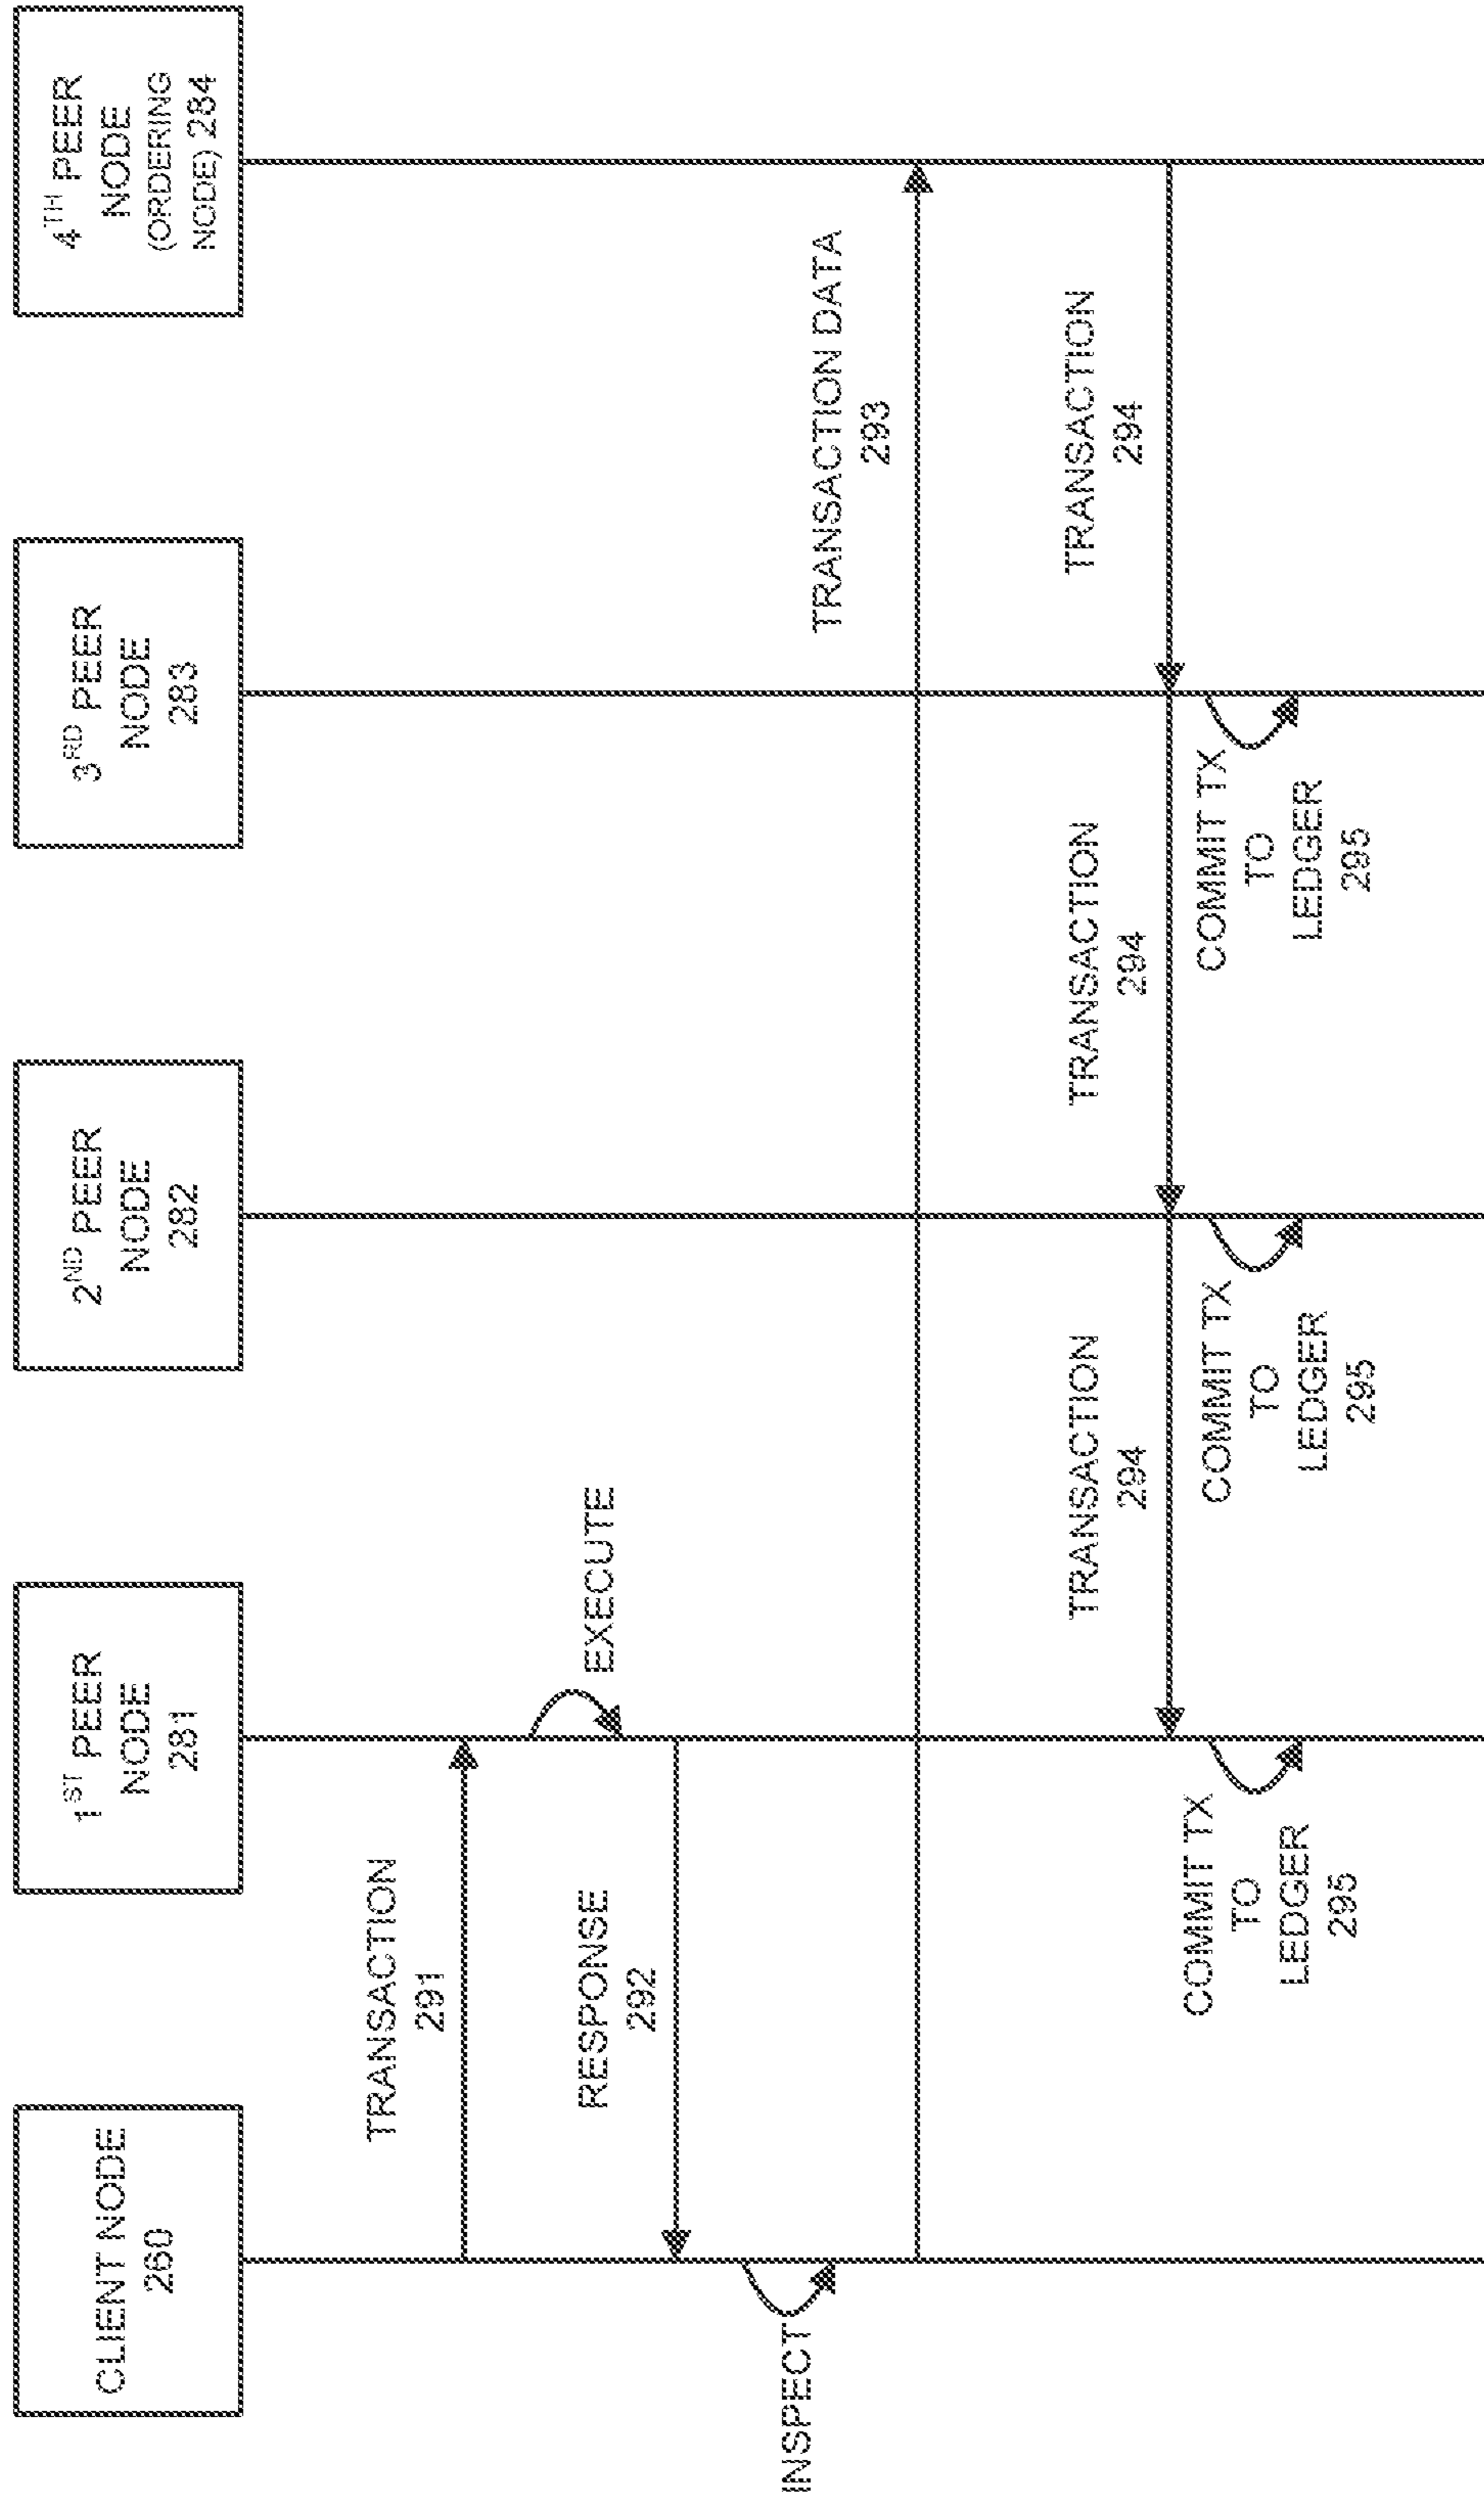 CLIENT NODE
260
1ST PEER
NODE
281
2ND PEER
NODE
282
3RD PEER
NODE
283
4TH PEER
NODE
(ORDERING
NODE) 284
TRANSACTION
291
EXECUTE
RESPONSE
292
INSPECT
TRANSACTION DATA
293
TRANSACTION
294
TRANSACTION
294
TRANSACTION
294
COMMIT TX
TO
LEDGER
295
COMMIT TX
TO
LEDGER
295
COMMIT TX
TO
LEDGER
295